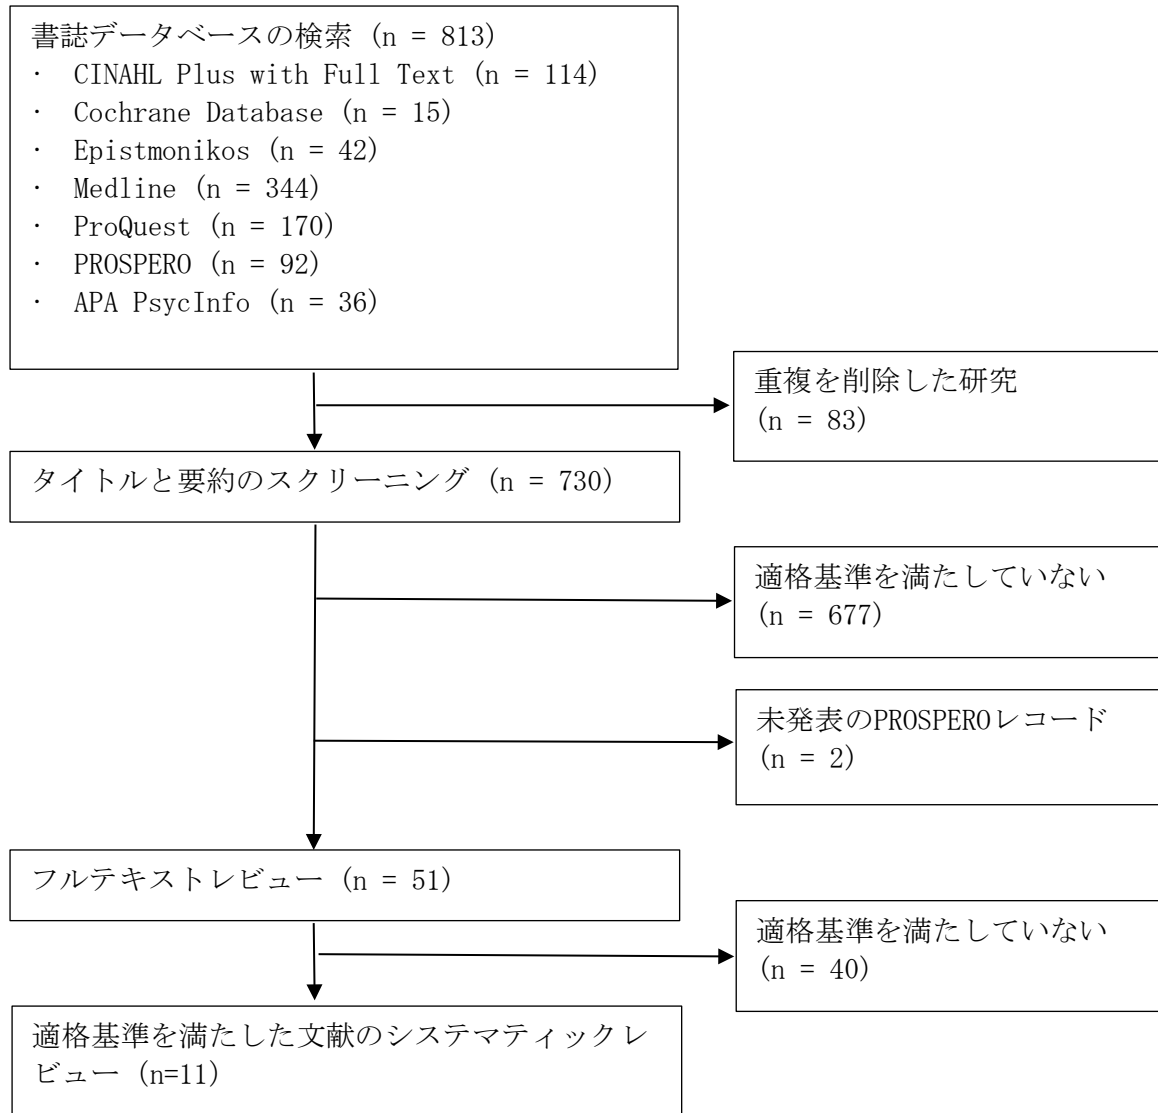 書誌データベースの検索 (n = 813)
・ CINAHL Plus with Full Text (n = 114)
・ Cochrane Database (n = 15)
・ Epistmonikos (n = 42)
・ Medline (n = 344)
・ ProQuest (n = 170)
・ PROSPERO (n = 92)
・ APA PsycInfo (n = 36)
重複を削除した研究
(n = 83)
タイトルと要約のスクリーニング (n = 730)
適格基準を満たしていない
(n = 677)
未発表のPROSPEROレコード
(n = 2)
フルテキストレビュー (n = 51)
適格基準を満たしていない
(n = 40)
適格基準を満たした文献のシステマティックレ
ビュー (n=11)